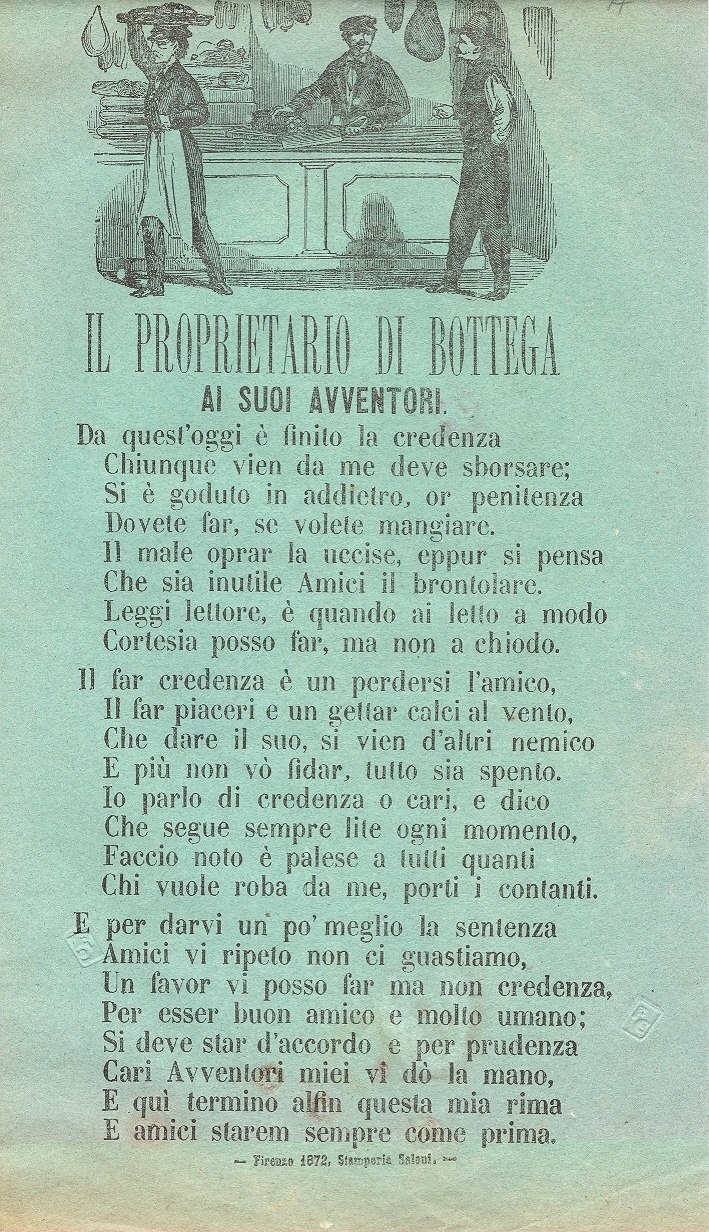 IL PROPRIETARIO DI BOTTEGA
AI SUOI AVVENTORI.
Da quest'oggi è finito la credenza
Chiunque vien da me deve sborsare;
Si è goduto in addietro, or penitenza
Dovete far, se volete mangiare.
Il male oprar la uccise, eppur si pensa
Che sia inutile Amici il brontolare.
Leggi lettore, è quando ai letto a modo
Cortesia posso far, ma non a chiodo.
Il far credenza è un perdersi l'amico,
Il far piaceri e un gettar calci al vento,
Che dare il suo, si vien d'altri nemico
E più non vò fidar, tutto sia spento.
Io parlo di credenza o cari, e dico
Che segue sempre lite ogni momento,
Faccio noto è palese a tutti quanti
Chi vuole roba da me, porti i contanti.
E per darvi un po' meglio la sentenza
Amici vi ripeto non ci guastiamo,
Un favor vi posso far ma non credenza,
Per esser buon amico e molto umano;
Si deve star d'accordo e per prudenza
Cari Avventori miei vi dò la mano,
E quì termino alfin questa mia rima
E amici starem sempre come prima.
— Firenze 1872, Stamperia Salani. —